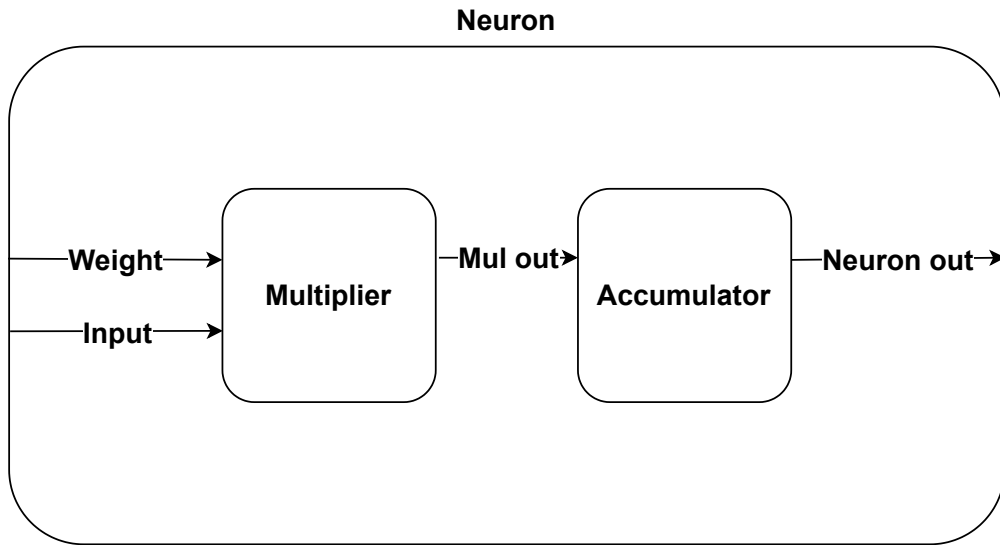 Neuron
Weight
Input
Multiplier
Mul out
Accumulator
Neuron out